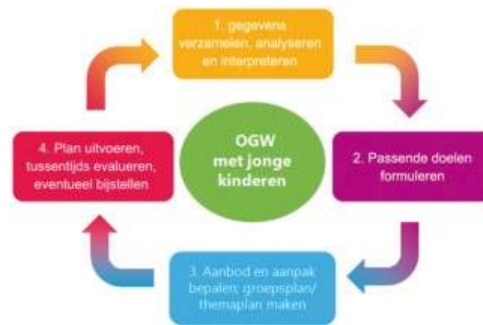 1. gegevens
verzamelen, analyseren
en interpreteren
OGW
met jonge
kinderen
2. Passende doelen
formuleren
3. Aanbod en aanpak
bepalen; groepsplan/
themaplan maken
4. Plan uitvoeren,
tussentijds evalueren,
eventueel bijstellen